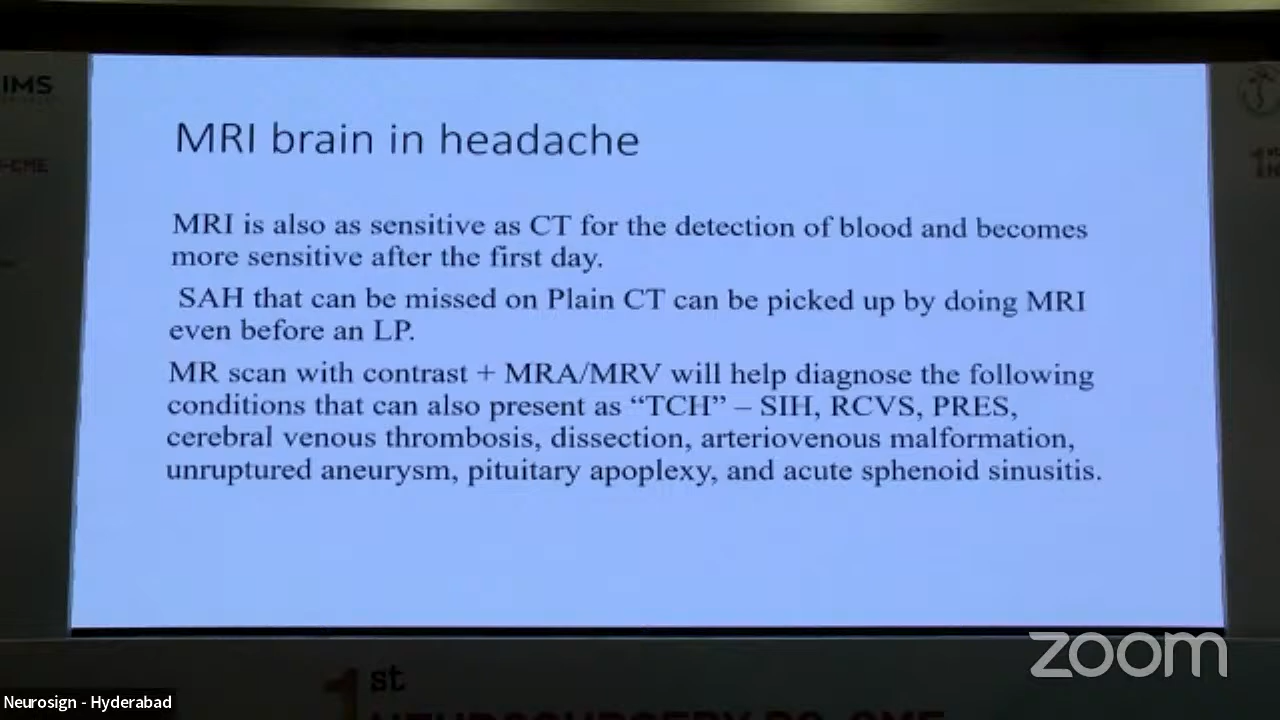 IMS
-CME
1st
MRI brain in headache
MRI is also as sensitive as CT for the detection of blood and becomes
more sensitive after the first day.
SAH that can be missed on Plain CT can be picked up by doing MRI
even before an LP.
MR scan with contrast + MRA/MRV will help diagnose the following
conditions that can also present as “TCH” – SIH, RCVS, PRES,
cerebral venous thrombosis, dissection, arteriovenous malformation,
unruptured aneurysm, pituitary apoplexy, and acute sphenoid sinusitis.
zoom
1st
Neurosign - Hyderabad